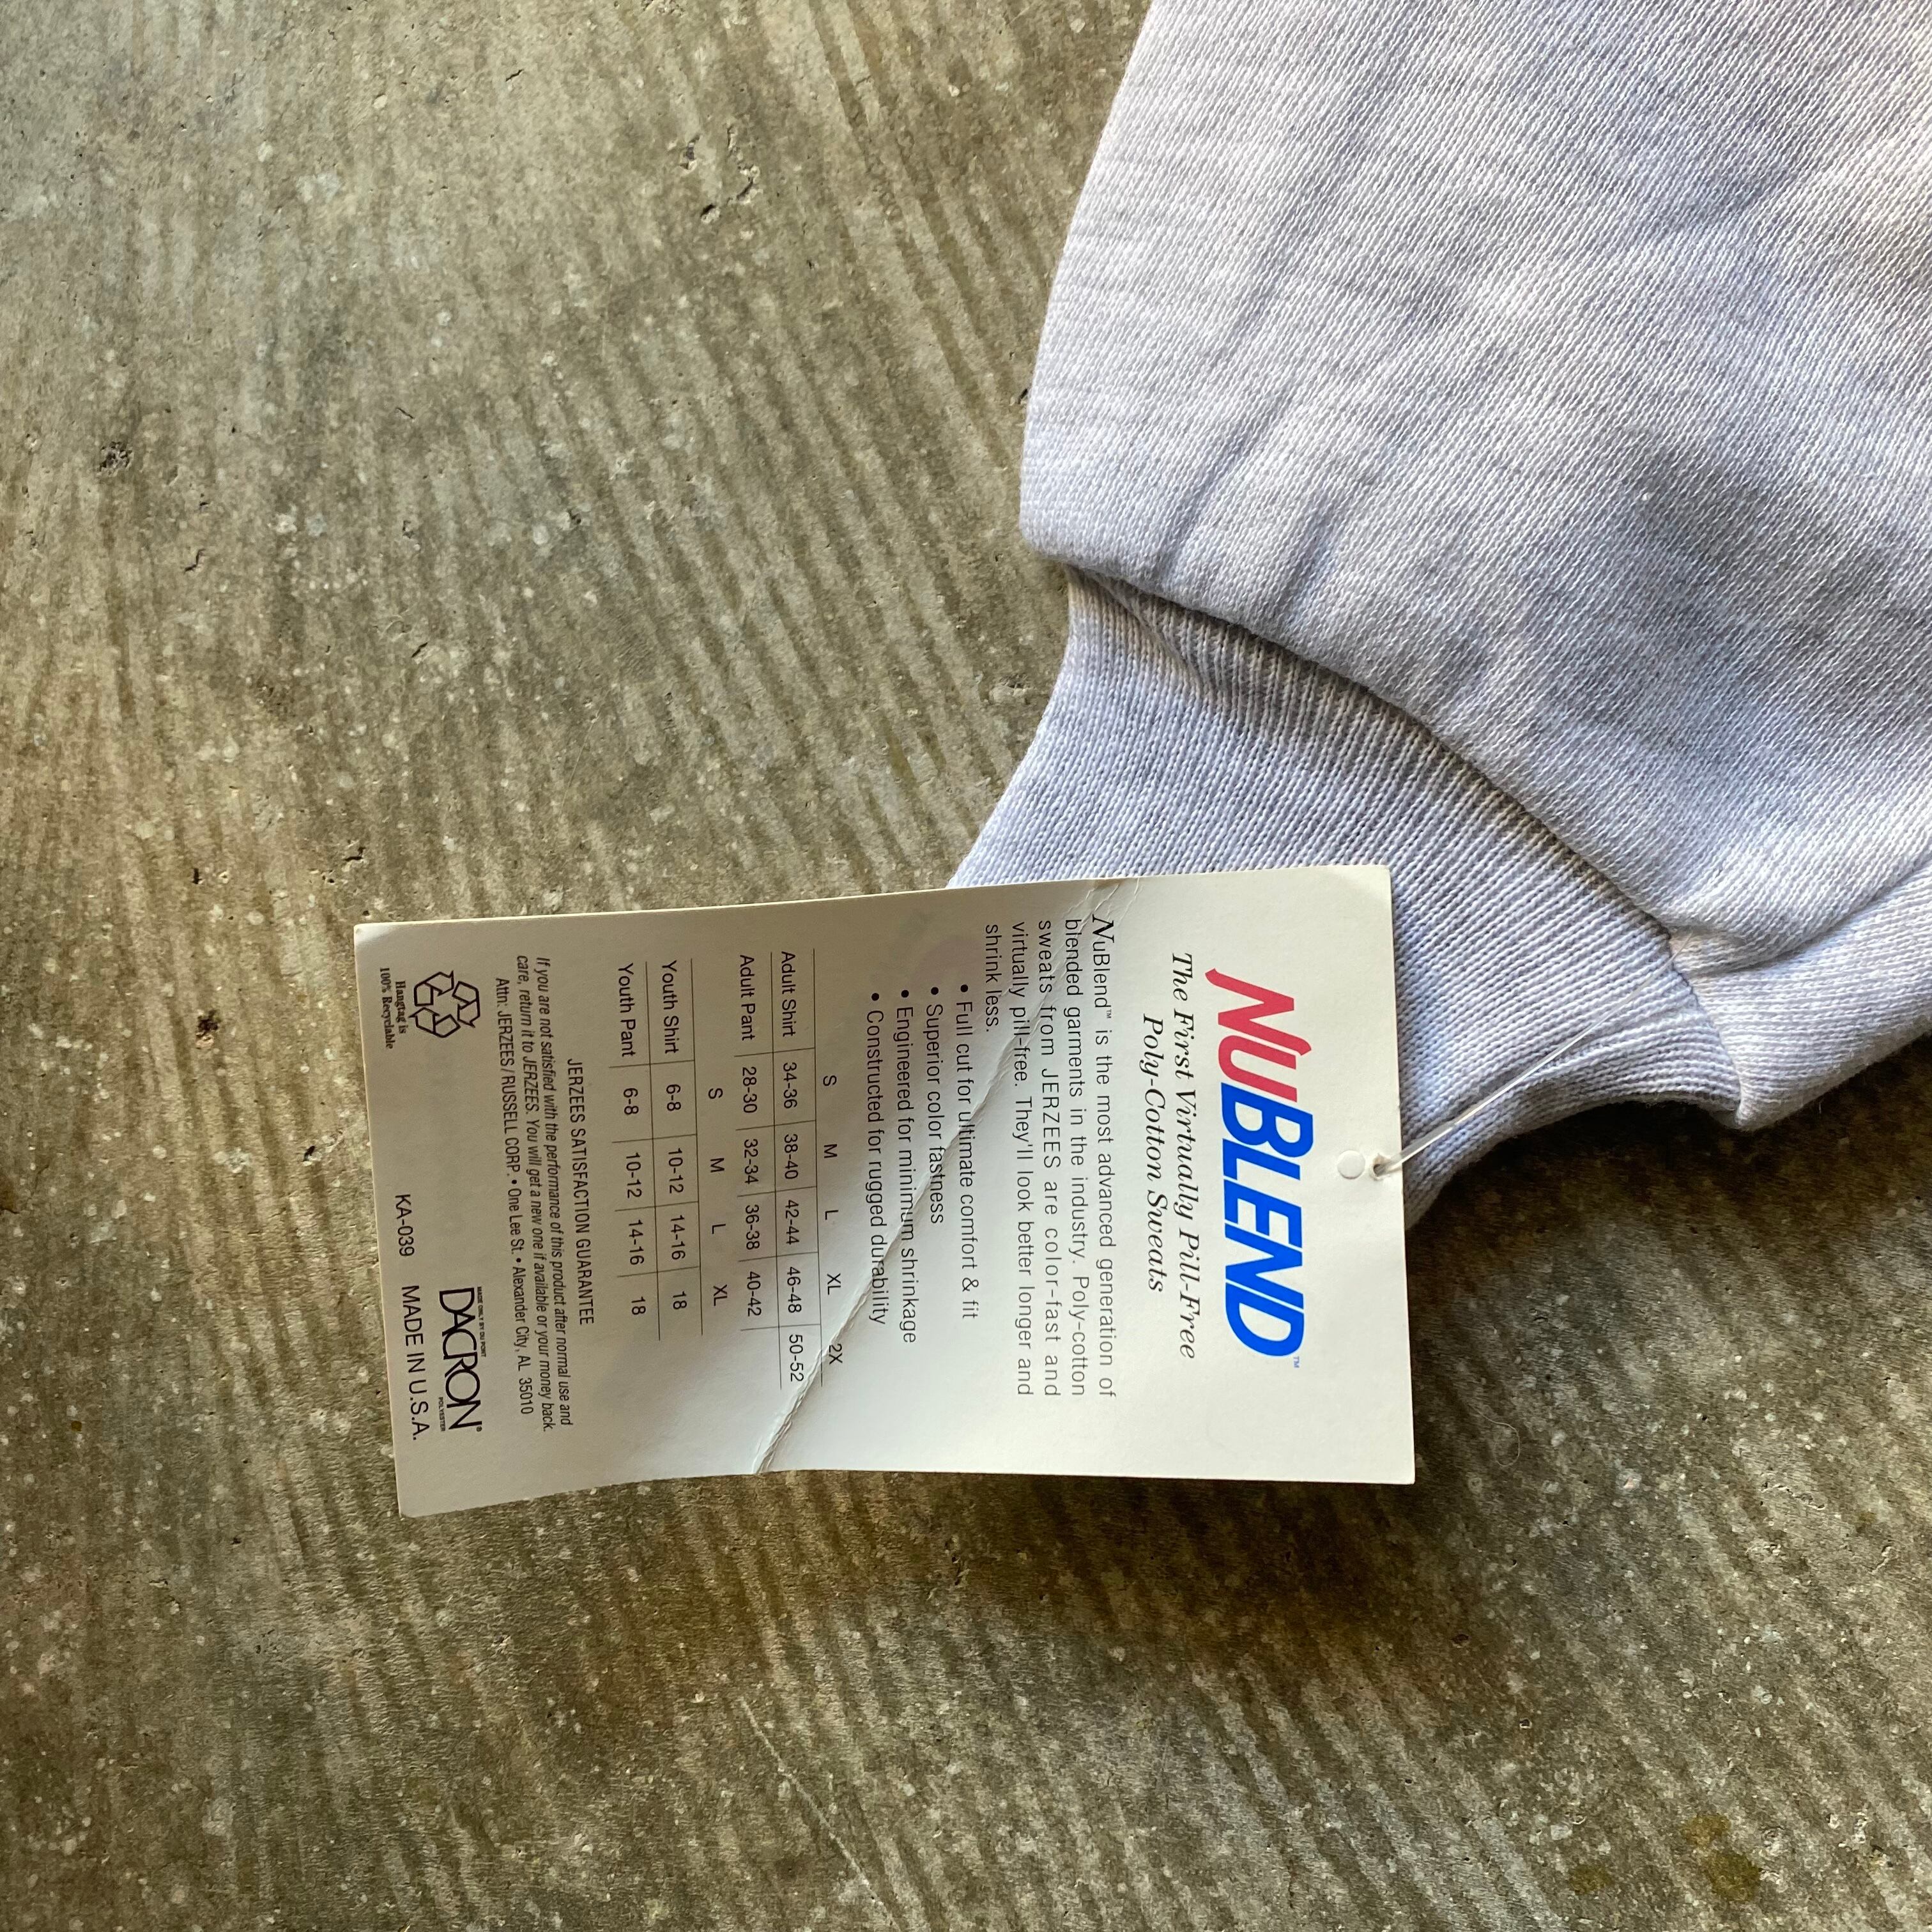 NUBLEND™
The First Virtually Pill-Free
Poly-Cotton Sweats
NuBlend™ is the most advanced generation of
blended garments in the industry. Poly-cotton
sweats from JERZEES are color-fast and
virtually pill-free. They'll look better longer and
shrink less.
• Full cut for ultimate comfort & fit
• Superior color fastness
• Engineered for minimum shrinkage
• Constructed for rugged durability
S M L XL 2X
Adult Shirt 34-36 38-40 42-44 46-48 50-52
Adult Pant 28-30 32-34 36-38 40-42
S M L XL
Youth Shirt 6-8 10-12 14-16 18
Youth Pant 6-8 10-12 14-16 18
JERZEES SATISFACTION GUARANTEE
If you are not satisfied with the performance of this product after normal use and
care, return it to JERZEES. You will get a new one if available or your money back.
Attn: JERZEES / RUSSELL CORP. • One Lee St. • Alexander City, AL 35010
Hangtag is
100% Recyclable
MADE ONLY BY DU PONT
DACRON®
POLYESTER
KA-039 MADE IN U.S.A.